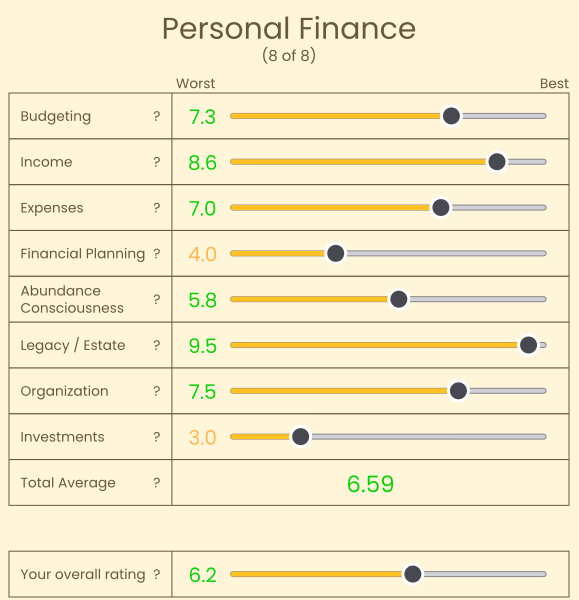 Personal Finance
(8 of 8)
Worst Best
Budgeting ? 7.3
Income ? 8.6
Expenses ? 7.0
Financial Planning ? 4.0
Abundance
Consciousness ? 5.8
Legacy / Estate ? 9.5
Organization ? 7.5
Investments ? 3.0
Total Average ? 6.59
Your overall rating ? 6.2